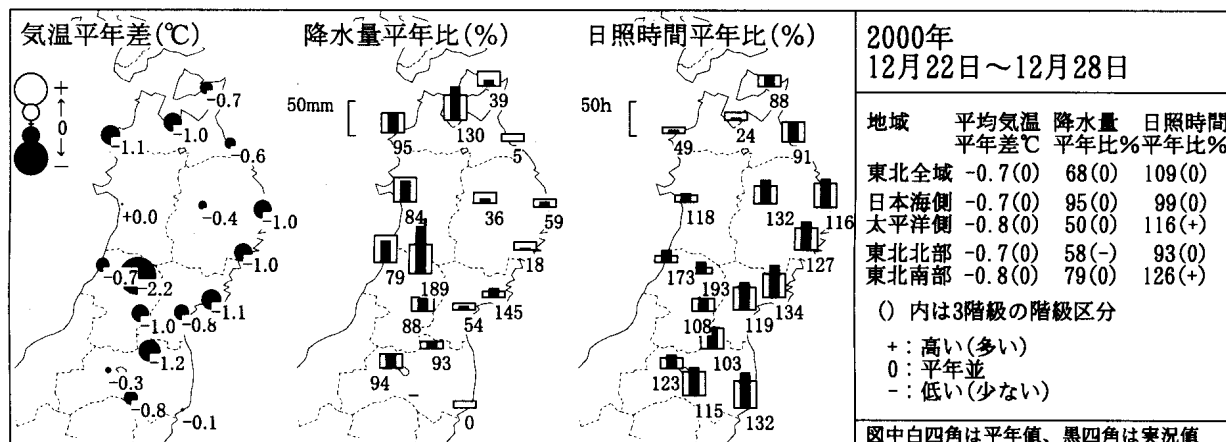 気温平年差(℃)
+
↑
0
↓
−
-0.7
-1.0
-1.1
-0.6
+0.0
-0.4
-1.0
-1.0
-0.7
-2.2
-1.1
-1.0
-0.8
-1.2
-0.3
-0.8
-0.1
降水量平年比(%)
50mm
39
130
95
5
84
36
59
79
189
18
145
88
54
93
94
−
0
日照時間平年比(%)
50h
88
24
49
91
118
132
116
127
173
193
134
108
119
103
123
115
132
2000年
12月22日～12月28日
地域 平均気温 降水量 日照時間
平年差℃ 平年比% 平年比%
東北全域 -0.7(0) 68(0) 109(0)
日本海側 -0.7(0) 95(0) 99(0)
太平洋側 -0.8(0) 50(0) 116(+)
東北北部 -0.7(0) 58(-) 93(0)
東北南部 -0.8(0) 79(0) 126(+)
() 内は3階級の階級区分
+：高い(多い)
0：平年並
-：低い(少ない)
図中白四角は平年値、黒四角は実況値